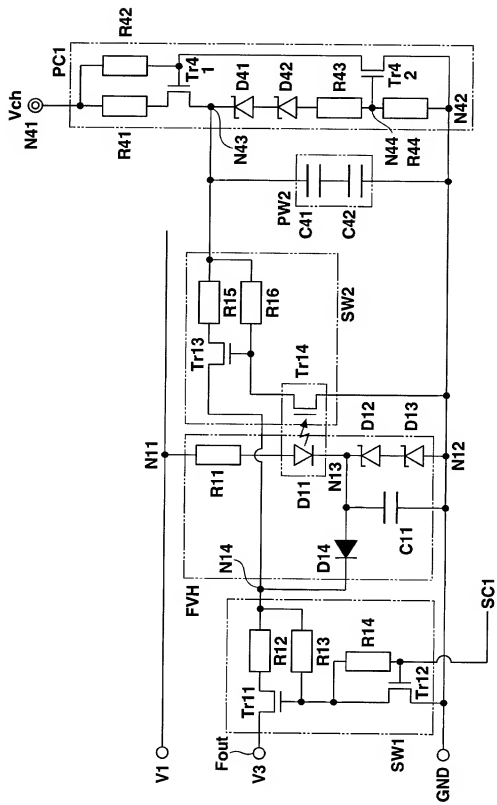 Vch
N41
PC1
R42
R41
Tr4
1
N43
D41
D42
R43
Tr4
2
N44
R44
N42
PW2
C41
C42
SW2
R15
R16
Tr13
Tr14
N11
R11
D11
N13
D12
D13
N12
C11
D14
N14
FVH
R12
R13
R14
Tr11
Tr12
SW1
SC1
V1
Fout
V3
GND